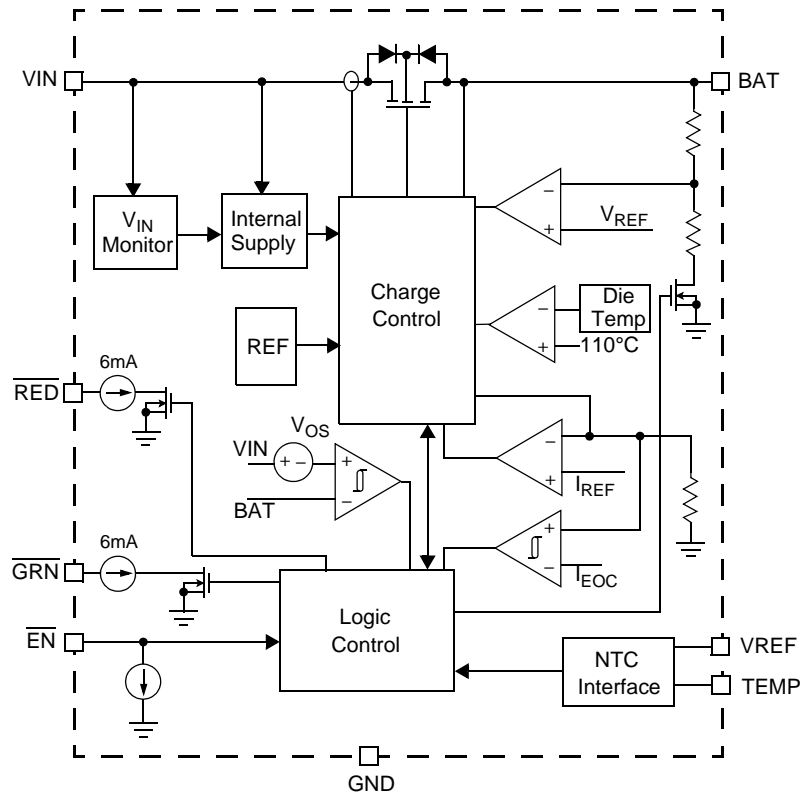 VIN
BAT
VIN
Monitor
Internal
Supply
−
VREF
+
Charge
Control
Die
Temp
−
+
110°C
REF
6mA
RED
VOS
VIN
+ −
+
−
BAT
−
+
IREF
+
−
IEOC
6mA
GRN
EN
Logic
Control
NTC
Interface
VREF
TEMP
GND